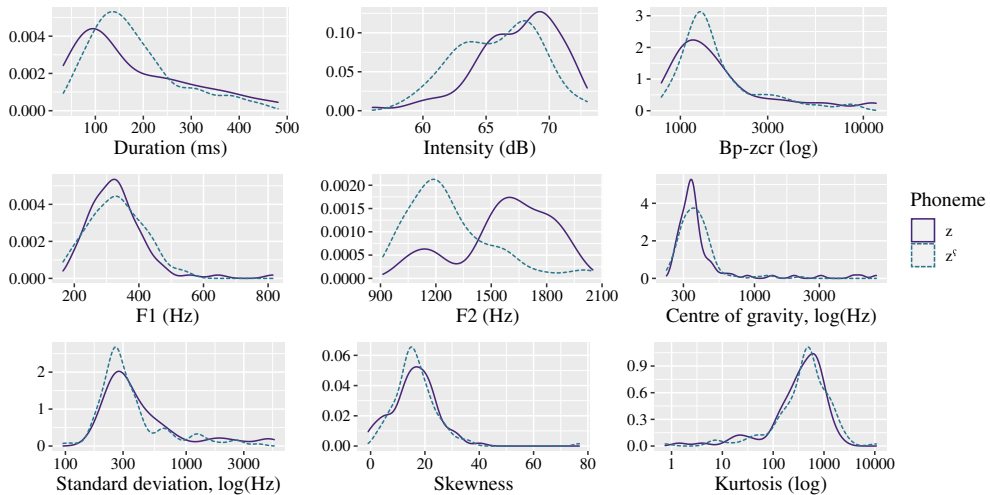 0.004
0.002
0.000
100 200 300 400 500
Duration (ms)
0.10
0.05
0.00
60 65 70
Intensity (dB)
3
2
1
0
1000 3000 10000
Bp-zcr (log)
0.004
0.002
0.000
200 400 600 800
F1 (Hz)
0.0020
0.0015
0.0010
0.0005
0.0000
900 1200 1500 1800 2100
F2 (Hz)
4
2
0
300 1000 3000
Centre of gravity, log(Hz)
Phoneme
z
zˤ
2
1
0
100 300 1000 3000
Standard deviation, log(Hz)
0.06
0.04
0.02
0.00
0 20 40 60 80
Skewness
0.9
0.6
0.3
0.0
1 10 100 1000 10000
Kurtosis (log)